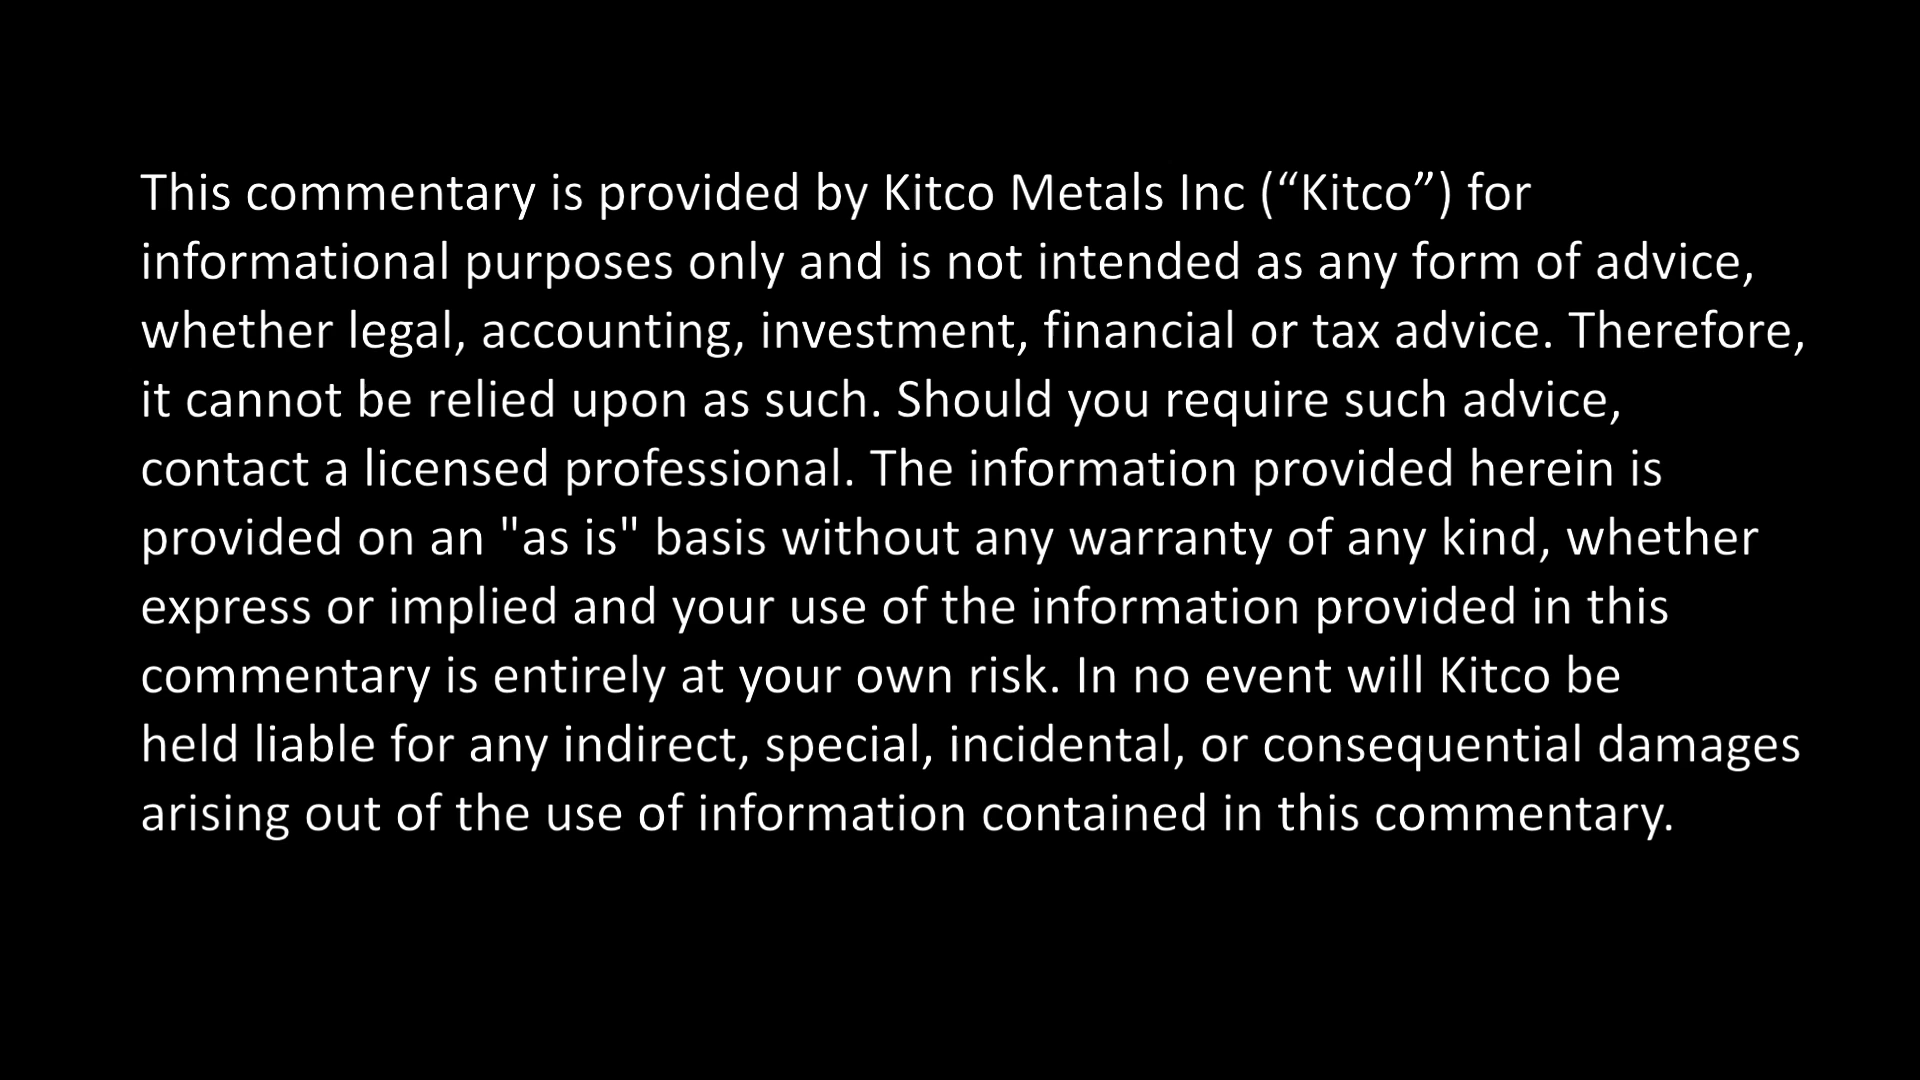 This commentary is provided by Kitco Metals Inc (“Kitco”) for
informational purposes only and is not intended as any form of advice,
whether legal, accounting, investment, financial or tax advice. Therefore,
it cannot be relied upon as such. Should you require such advice,
contact a licensed professional. The information provided herein is
provided on an "as is" basis without any warranty of any kind, whether
express or implied and your use of the information provided in this
commentary is entirely at your own risk. In no event will Kitco be
held liable for any indirect, special, incidental, or consequential damages
arising out of the use of information contained in this commentary.